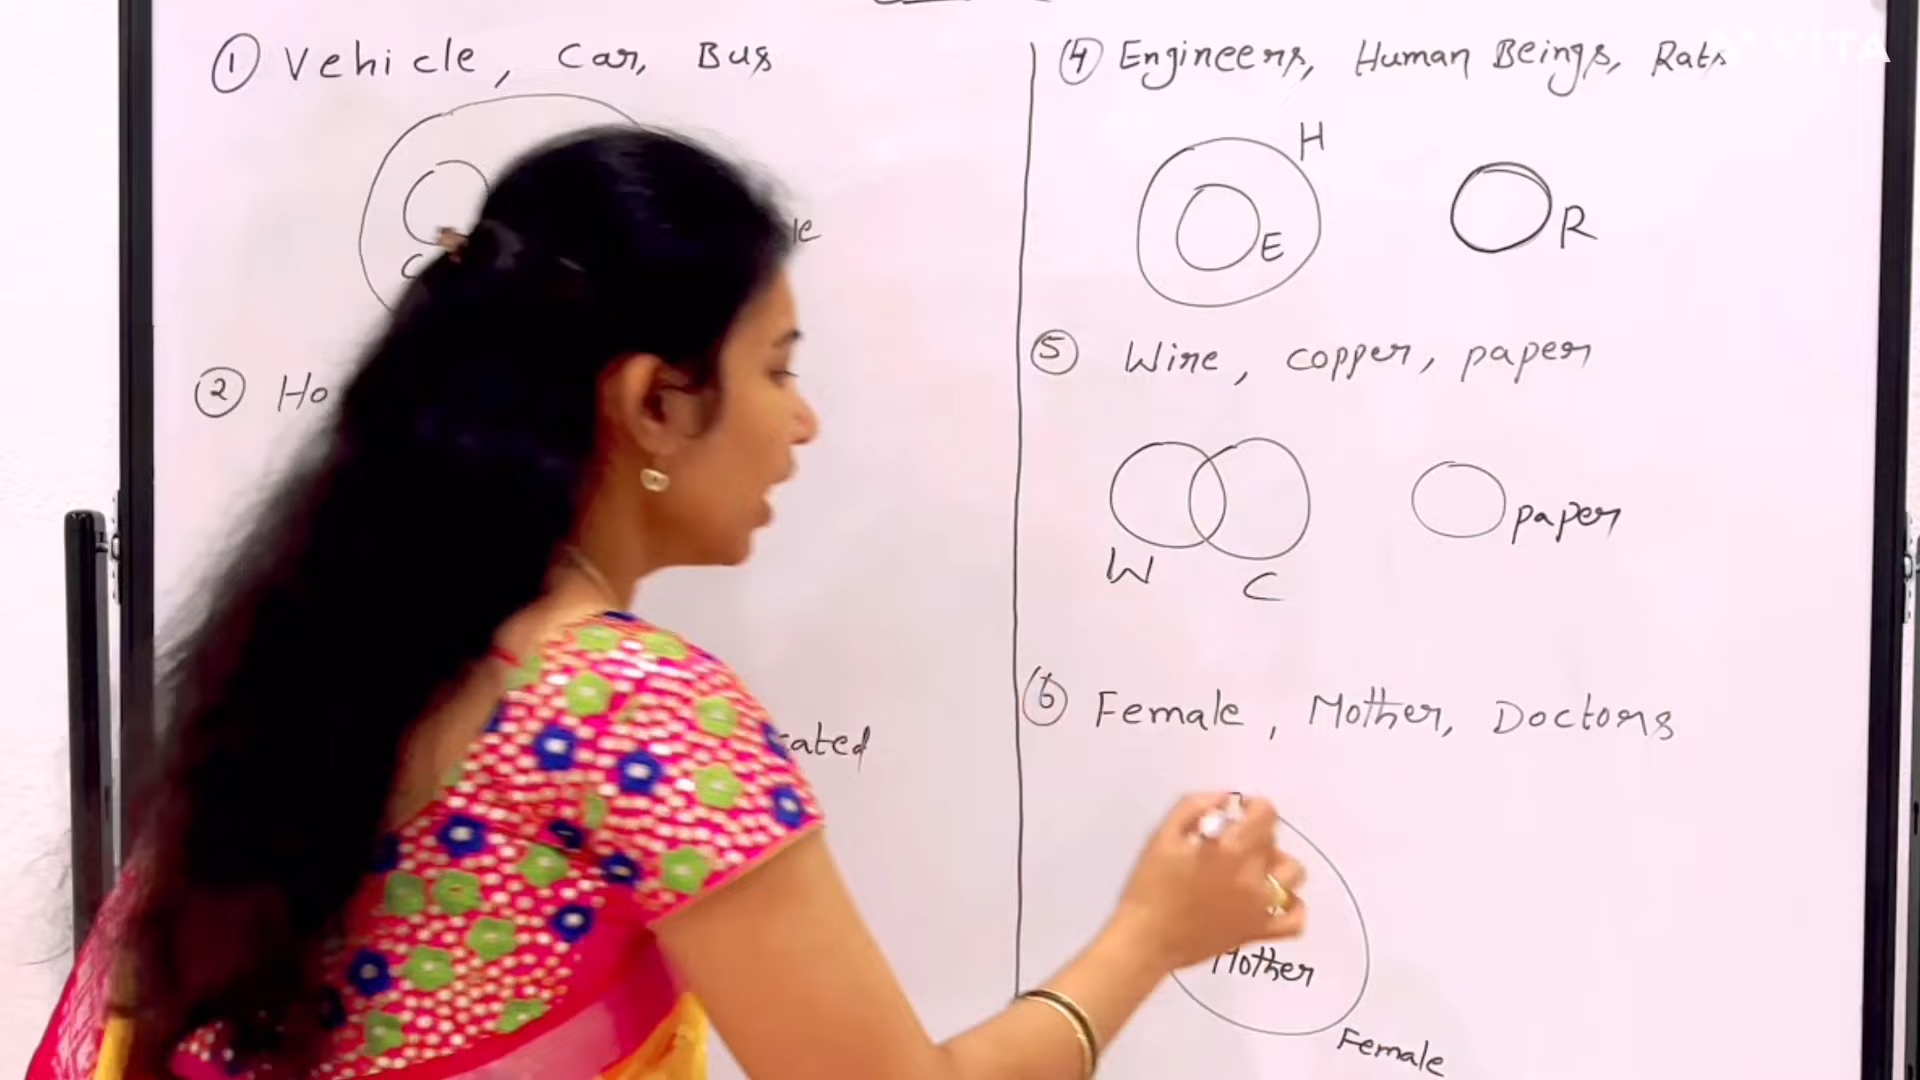 ① Vehicle, Car, Bus
② Ho
④ Engineers, Human Beings, Rats
H
E
R
⑤ Wire, copper, paper
W
C
paper
⑥ Female, Mother, Doctors
Mother
Female
VITA